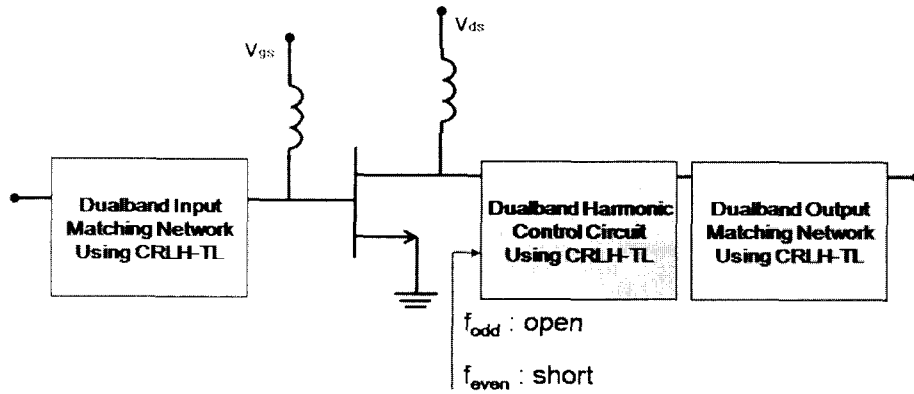 Vgs
Vds
Dualband Input
Matching Network
Using CRLH-TL
Dualband Harmonic
Control Circuit
Using CRLH-TL
Dualband Output
Matching Network
Using CRLH-TL
fodd : open
feven : short